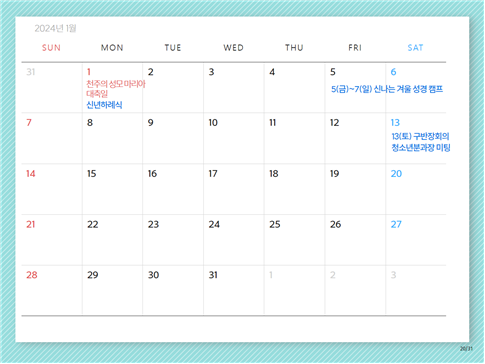 2024년 1월
SUN MON TUE WED THU FRI SAT
31 1 2 3 4 5 6
천주의 성모 마리아
대축일
신년하례식
5(금)~7(일) 신나는 겨울 성경 캠프
7 8 9 10 11 12 13
13(토) 구반장회의
청소년분과장 미팅
14 15 16 17 18 19 20
21 22 23 24 25 26 27
28 29 30 31 1 2 3
20/31